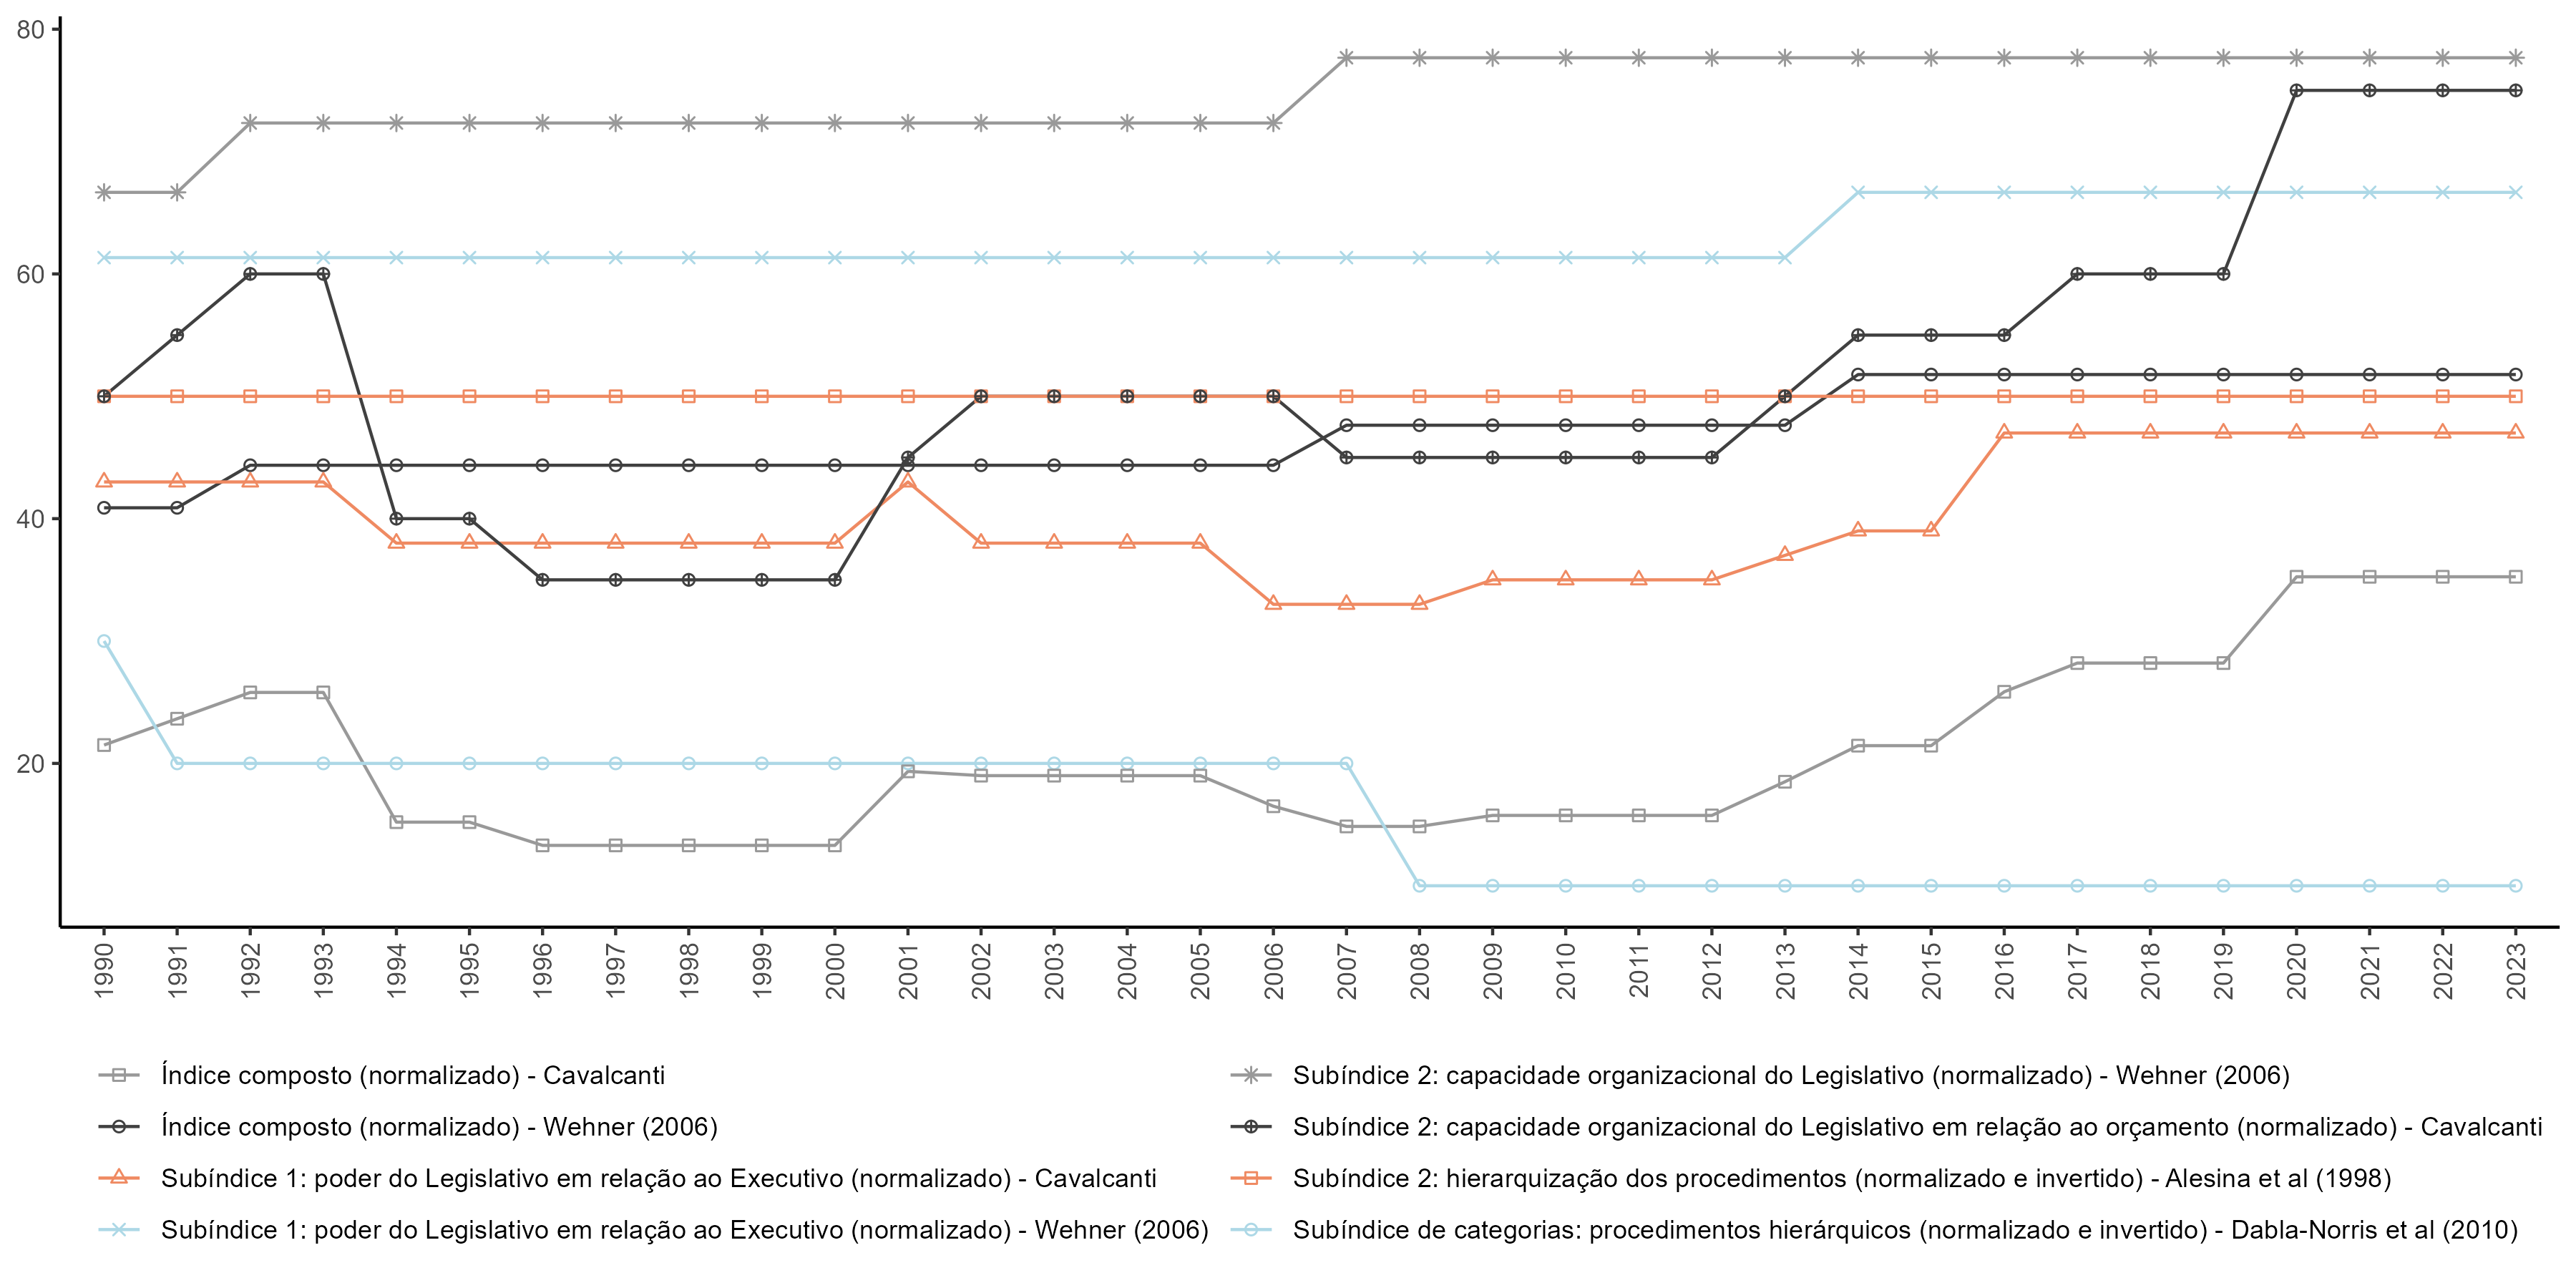 80
60
40
20
1990 1991 1992 1993 1994 1995 1996 1997 1998 1999 2000 2001 2002 2003 2004 2005 2006 2007 2008 2009 2010 2011 2012 2013 2014 2015 2016 2017 2018 2019 2020 2021 2022 2023
Índice composto (normalizado) - Cavalcanti
Índice composto (normalizado) - Wehner (2006)
Subíndice 1: poder do Legislativo em relação ao Executivo (normalizado) - Cavalcanti
Subíndice 1: poder do Legislativo em relação ao Executivo (normalizado) - Wehner (2006)
Subíndice 2: capacidade organizacional do Legislativo (normalizado) - Wehner (2006)
Subíndice 2: capacidade organizacional do Legislativo em relação ao orçamento (normalizado) - Cavalcanti
Subíndice 2: hierarquização dos procedimentos (normalizado e invertido) - Alesina et al (1998)
Subíndice de categorias: procedimentos hierárquicos (normalizado e invertido) - Dabla-Norris et al (2010)